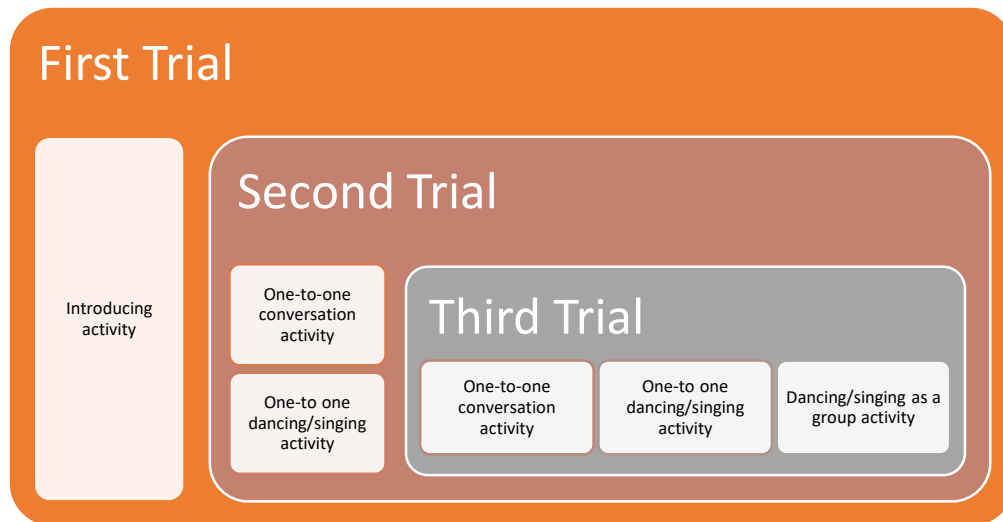 First Trial
Introducing
activity
Second Trial
One-to-one
conversation
activity
One-to one
dancing/singing
activity
Third Trial
One-to-one
conversation
activity
One-to one
dancing/singing
activity
Dancing/singing as a
group activity